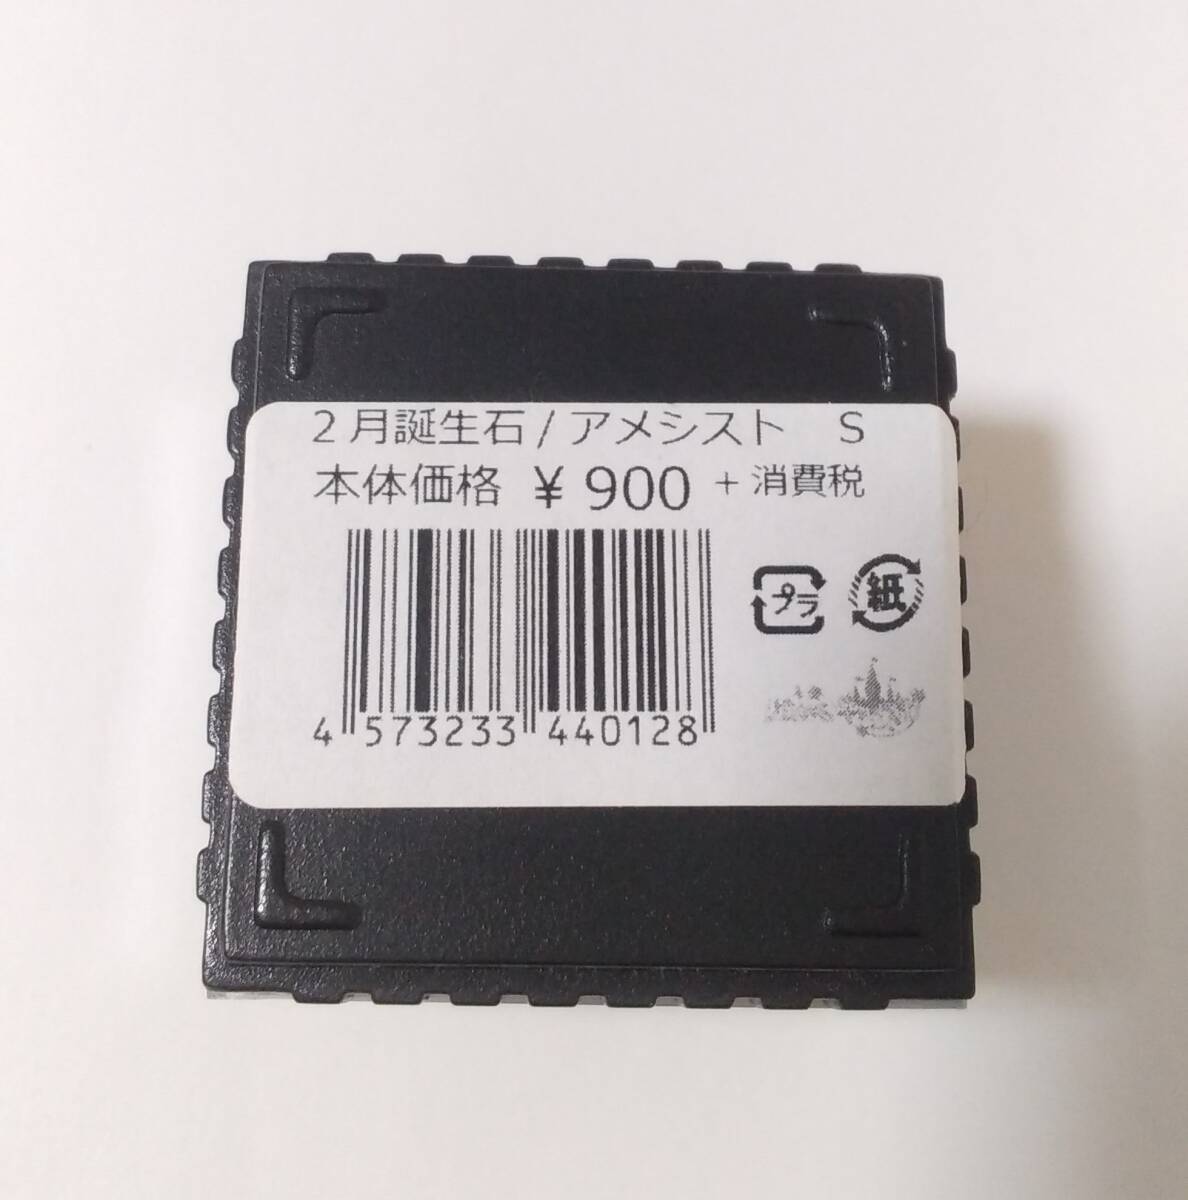 2月誕生石/アメシスト　S
本体価格 ¥900 +消費税
プラ 紙
4 573233 440128